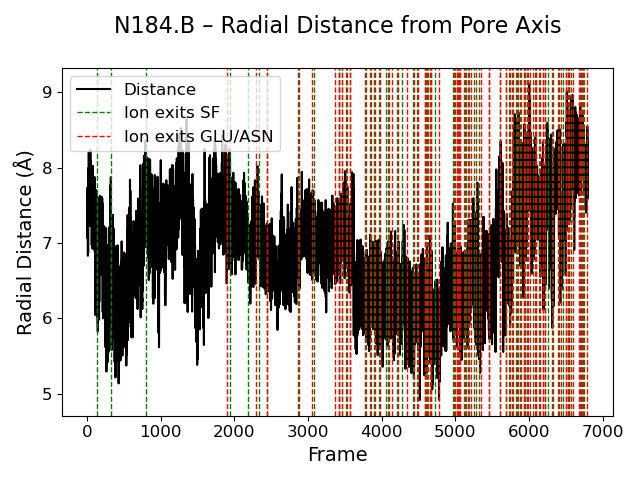 N184.B – Radial Distance from Pore Axis
Distance
Ion exits SF
Ion exits GLU/ASN
Radial Distance (Å)
9
8
7
6
5
0 1000 2000 3000 4000 5000 6000 7000
Frame